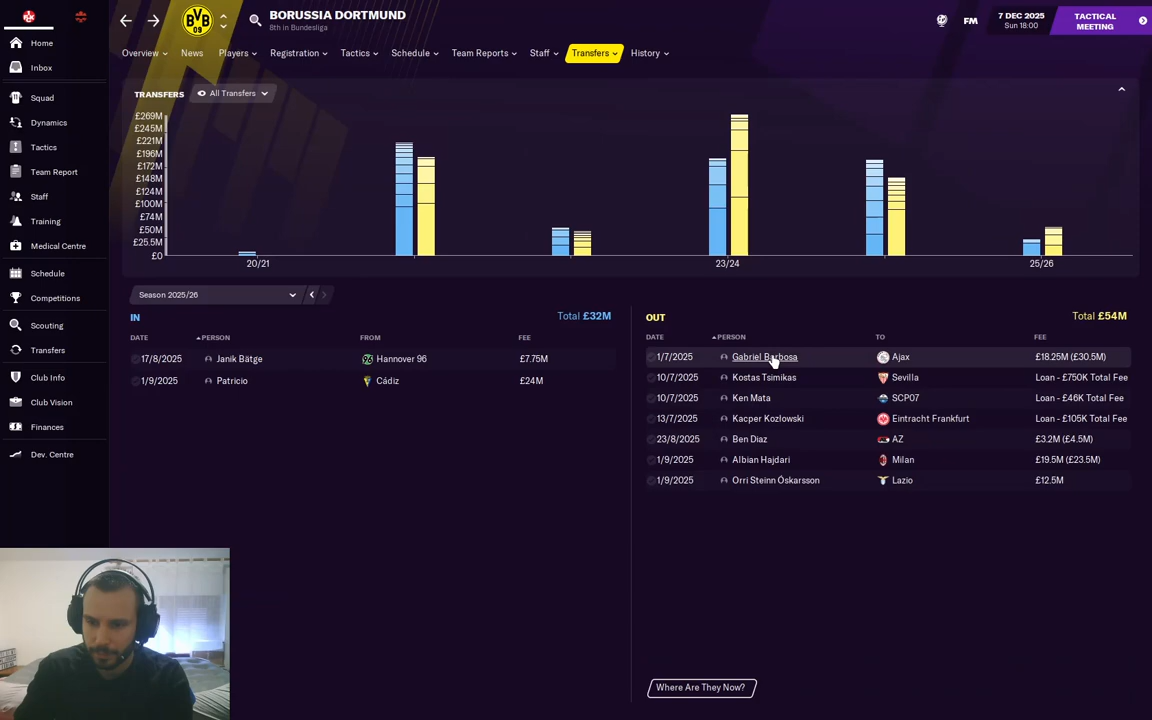 BORUSSIA DORTMUND
8th in Bundesliga
FM
7 DEC 2025
Sun 18:00
TACTICAL
MEETING
Overview
News
Players
Registration
Tactics
Schedule
Team Reports
Staff
Transfers
History
Home
Inbox
Squad
Dynamics
Tactics
Team Report
Staff
Training
Medical Centre
Schedule
Competitions
Scouting
Transfers
Club Info
Club Vision
Finances
Dev. Centre
TRANSFERS
All Transfers
£269M
£245M
£221M
£196M
£172M
£148M
£124M
£100M
£74M
£50M
£25.5M
£0
20/21
23/24
25/26
Season 2025/26
IN
Total £32M
DATE PERSON FROM FEE
17/8/2025 Janik Bätge Hannover 96 £7.75M
1/9/2025 Patricio Cádiz £24M
OUT
Total £54M
DATE PERSON TO FEE
1/7/2025 Gabriel Barbosa Ajax £18.25M (£30.5M)
10/7/2025 Kostas Tsimikas Sevilla Loan - £750K Total Fee
10/7/2025 Ken Mata SCP07 Loan - £46K Total Fee
13/7/2025 Kacper Kozłowski Eintracht Frankfurt Loan - £105K Total Fee
23/8/2025 Ben Diaz AZ £3.2M (£4.5M)
1/9/2025 Albian Hajdari Milan £19.5M (£23.5M)
1/9/2025 Orri Steinn Óskarsson Lazio £12.5M
Where Are They Now?
BVB
09